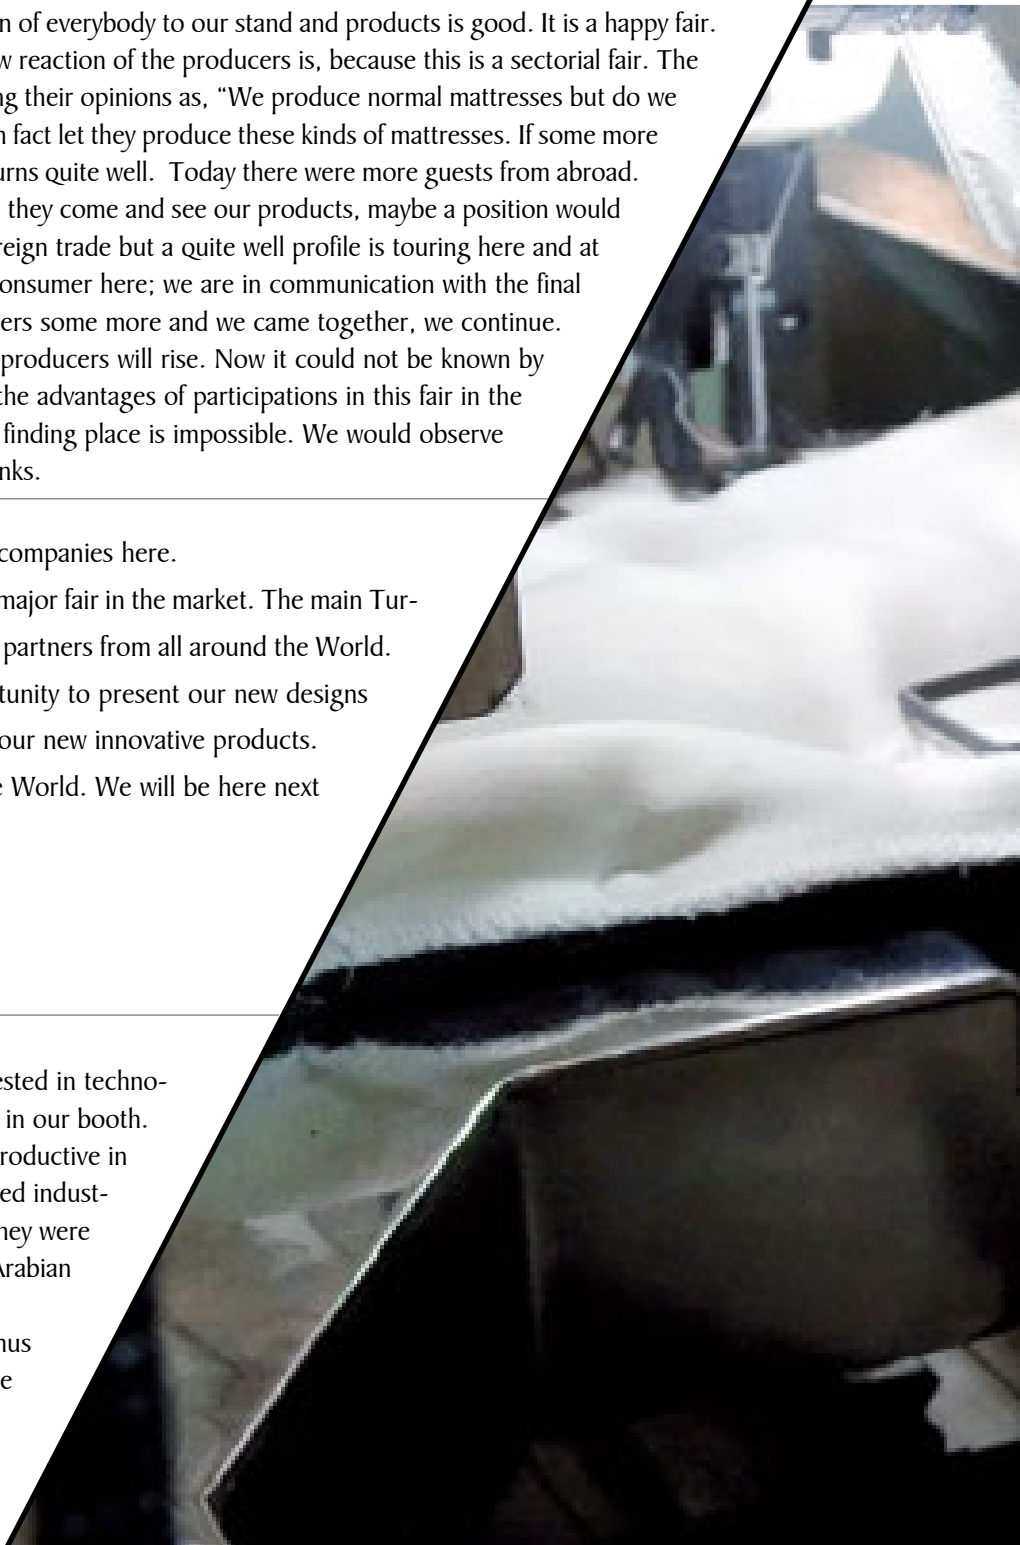 n of everybody to our stand and products is good. It is a happy fair.
w reaction of the producers is, because this is a sectorial fair. The
ng their opinions as, “We produce normal mattresses but do we
n fact let they produce these kinds of mattresses. If some more
urns quite well.  Today there were more guests from abroad.
they come and see our products, maybe a position would
reign trade but a quite well profile is touring here and at
onsumer here; we are in communication with the final
ers some more and we came together, we continue.
producers will rise. Now it could not be known by
the advantages of participations in this fair in the
finding place is impossible. We would observe
nks.
companies here.
major fair in the market. The main Tur-
partners from all around the World.
tunity to present our new designs
our new innovative products.
e World. We will be here next
ested in techno-
in our booth.
roductive in
ed indust-
hey were
Arabian
nus
e